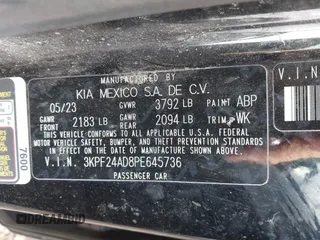 MANUFACTURED BY
KIA MEXICO S.A. DE C.V.
05/23 GVWR 3792 LB PAINT ABP
GAWR FRONT 2183 LB GAWR REAR 2094 LB TRIM WK
THIS VEHICLE CONFORMS TO ALL APPLICABLE
U.S. FEDERAL MOTOR VEHICLE
SAFETY, BUMPER, AND THEFT PREVENTION
STANDARDS IN EFFECT ON THE DATE OF
MANUFACTURE SHOWN ABOVE.
V.I.N. 3KPF24AD8PE645736
PASSENGER CAR
7600
V.I.N.